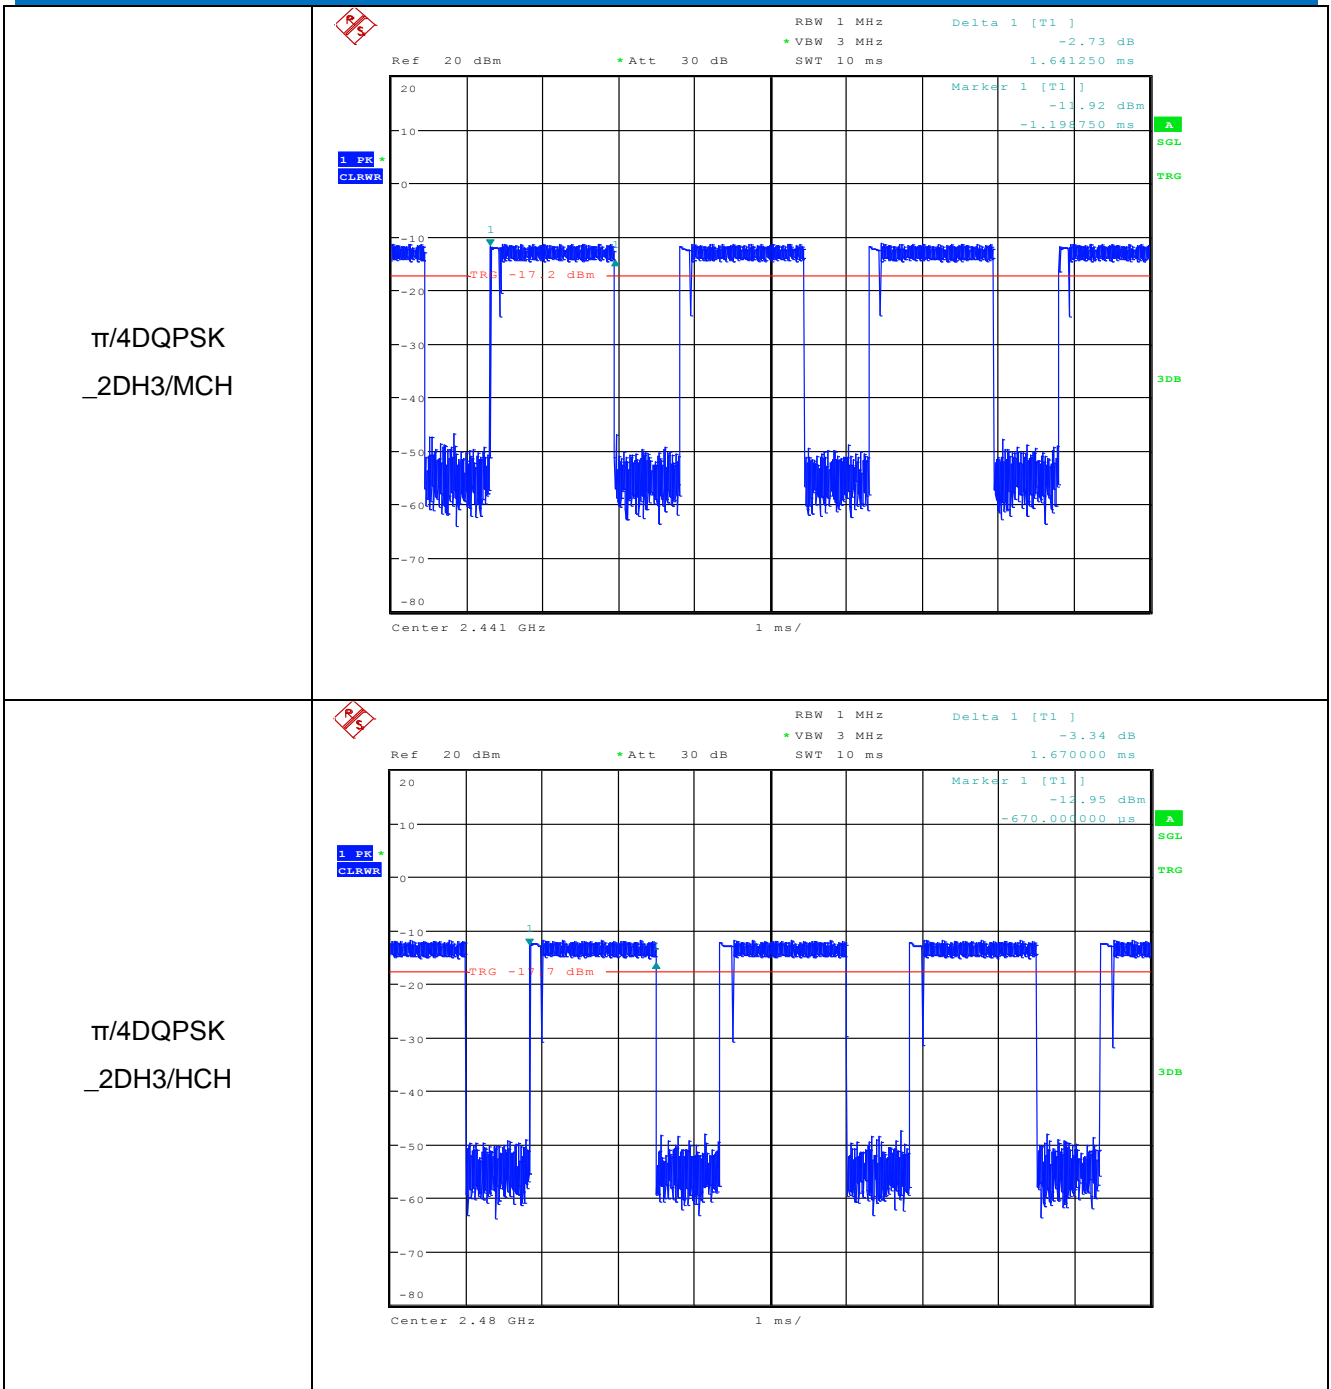 π/4DQPSK
_2DH3/MCH
R S
RBW 1 MHz
Delta 1 [T1 ]
* VBW 3 MHz
-2.73 dB
Ref 20 dBm
* Att 30 dB
SWT 10 ms
1.641250 ms
20
Marker 1 [T1 ]
-11.92 dBm
-1.198750 ms
A
SGL
10
1 PK *
CLRWR
TRG
0
-10
1
1
TRG -17.2 dBm
-20
-30
3DB
-40
-50
-60
-70
-80
Center 2.441 GHz
1 ms/
π/4DQPSK
_2DH3/HCH
R S
RBW 1 MHz
Delta 1 [T1 ]
* VBW 3 MHz
-3.34 dB
Ref 20 dBm
* Att 30 dB
SWT 10 ms
1.670000 ms
20
Marker 1 [T1 ]
-12.95 dBm
-670.000000 µs
A
SGL
10
1 PK *
CLRWR
TRG
0
-10
1
TRG -17.7 dBm
-20
-30
3DB
-40
-50
-60
-70
-80
Center 2.48 GHz
1 ms/